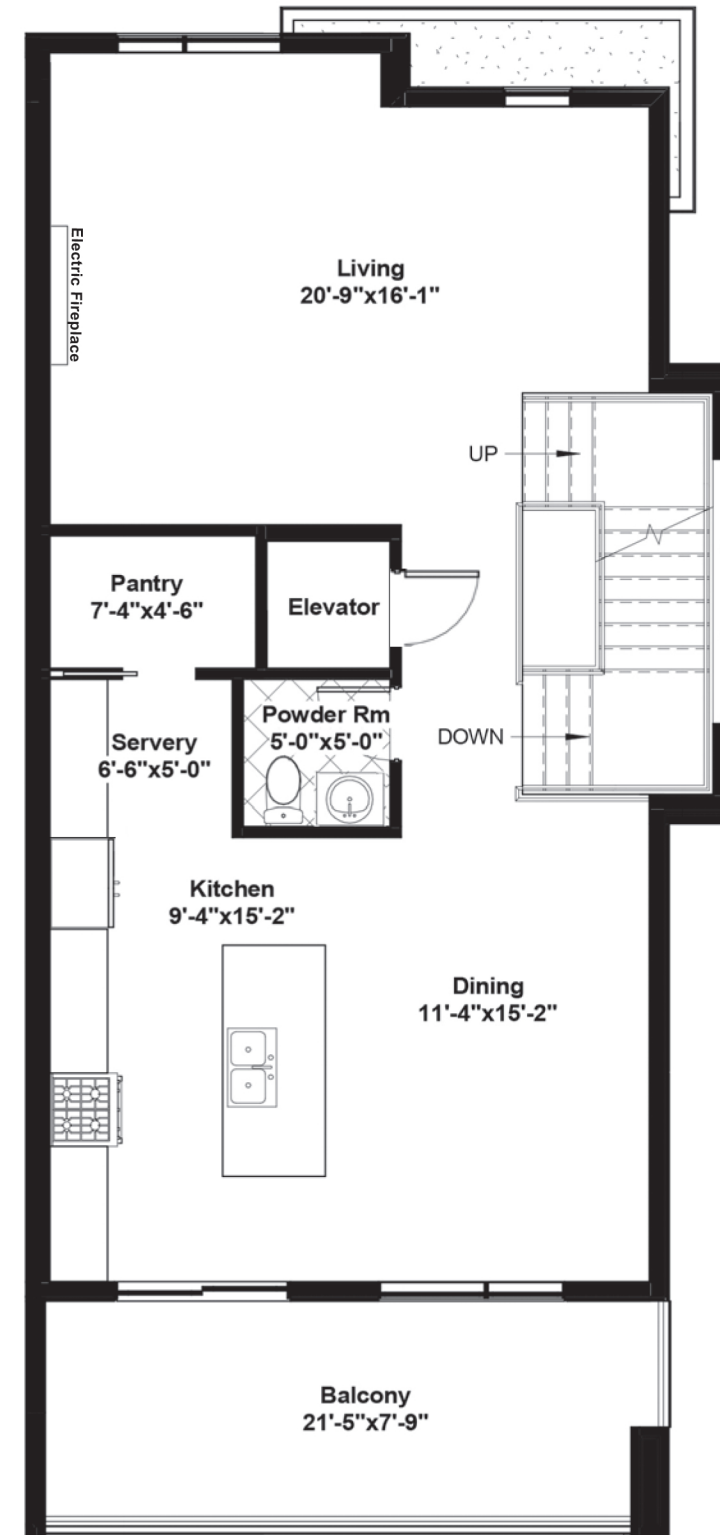 Electric Fireplace
Living
20'-9"x16'-1"
UP
Pantry
7'-4"x4'-6"
Elevator
Powder Rm
5'-0"x5'-0"
DOWN
Servery
6'-6"x5'-0"
Kitchen
9'-4"x15'-2"
Dining
11'-4"x15'-2"
Balcony
21'-5"x7'-9"